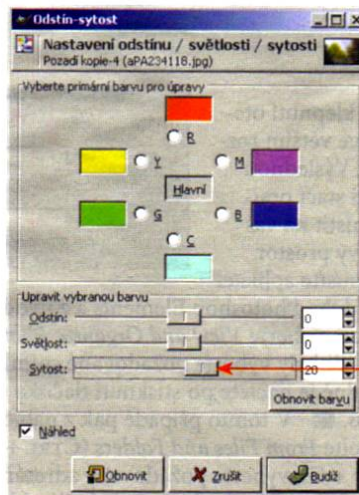 Odstín-sytost
Nastavení odstínu / světlosti / sytosti
Pozadí kopie-4 (aPA234118.jpg)
Vyberte primární barvu pro úpravy
R
Y
M
Hlavní
G
B
C
Upravit vybranou barvu
Odstín: 0
Světlost: 0
Sytost: 20
Obnovit barvu
Náhled
Obnovit
Zrušit
Budiž